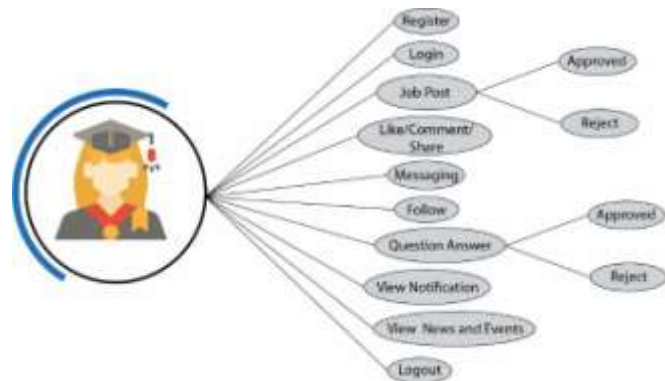 Register
Login
Approved
Job Post
Reject
Like/Comment/
Share
Messaging
Follow
Approved
Question Answer
Reject
View Notification
View News and Events
Logout